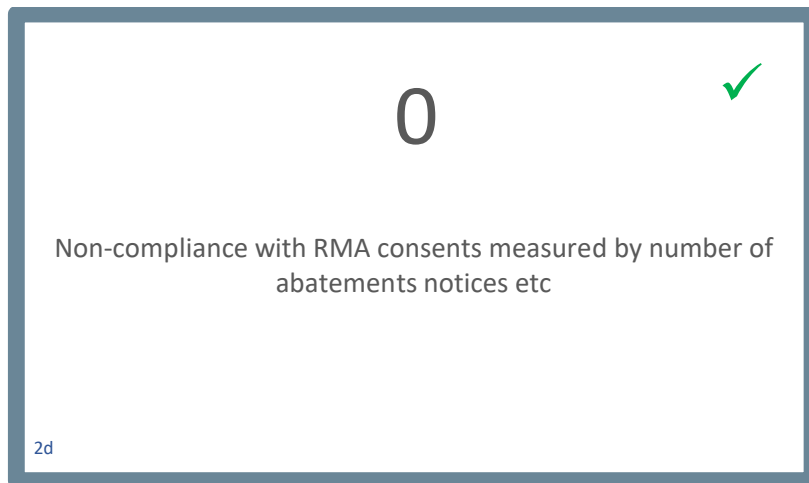 0
Non-compliance with RMA consents measured by number of
abatements notices etc
2d